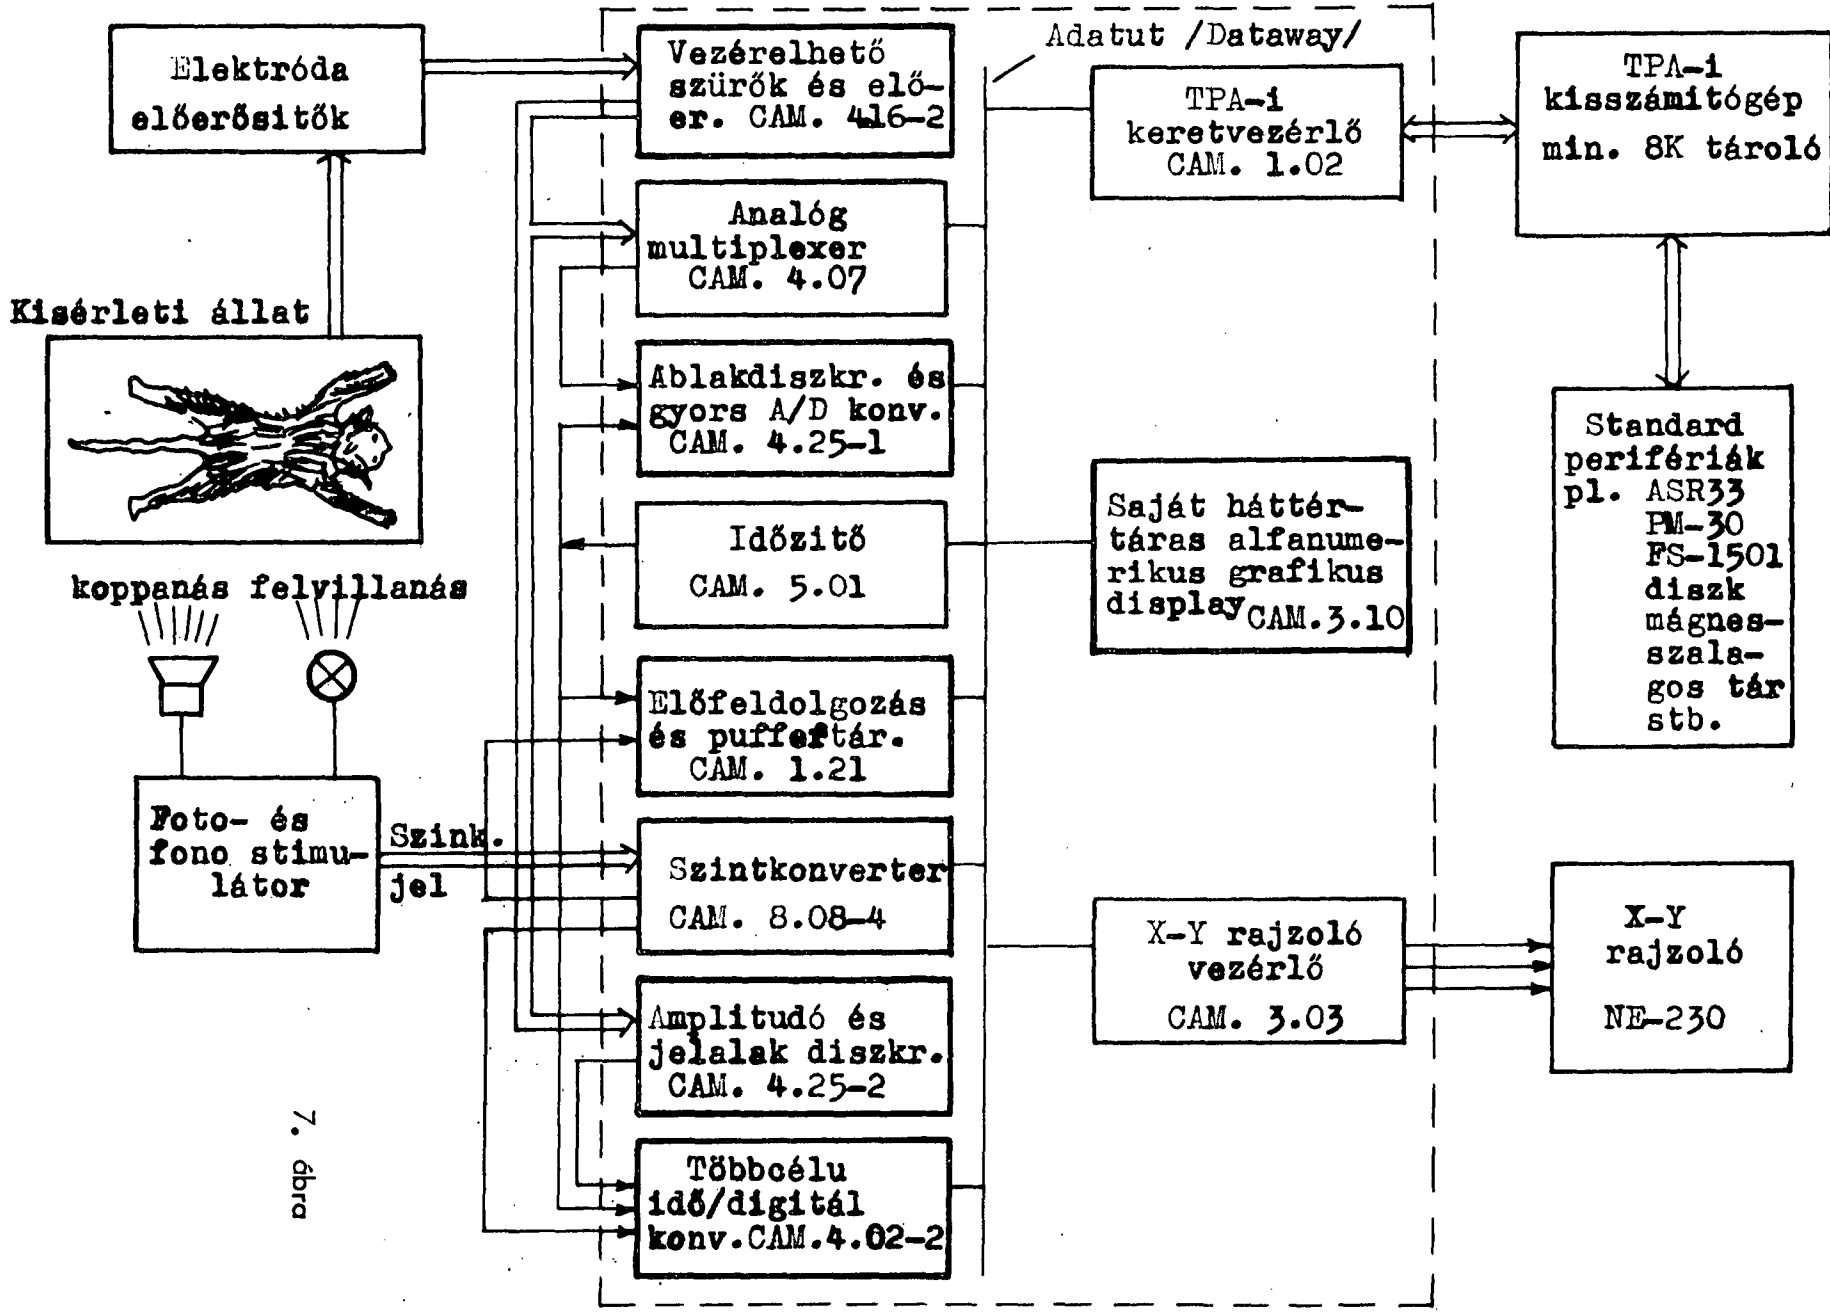 Elektróda
előerősitők
Kisérleti állat
koppanás felvillanás
Foto- és
fono stimu-
látor
Szink.
jel
7. ábra
Vezérelhető
szürők és elő-
er. CAM. 416-2
Analóg
multiplexer
CAM. 4.07
Ablakdiszkr. és
gyors A/D konv.
CAM. 4.25-1
Időzitő
CAM. 5.01
Előfeldolgozás
és puffertár.
CAM. 1.21
Szintkonverter
CAM. 8.08-4
Amplitudó és
jelalak diszkr.
CAM. 4.25-2
Többcélu
idő/digitál
konv.CAM.4.02-2
Adatut /Dataway/
TPA-i
keretvezérlő
CAM. 1.02
Saját háttér-
táras alfanume-
rikus grafikus
display CAM.3.10
X-Y rajzoló
vezérlő
CAM. 3.03
TPA-i
kisszámitógép
min. 8K tároló
Standard
perifériák
pl. ASR33
PM-30
FS-1501
diszk
mágnes-
szala-
gos tár
stb.
X-Y
rajzoló
NE-230